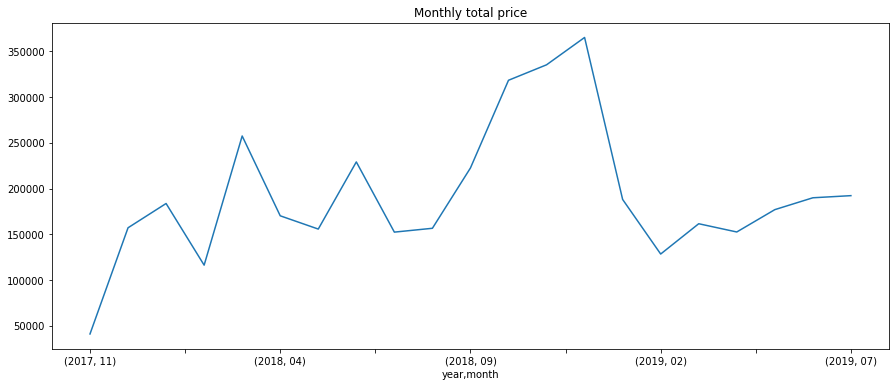 Monthly total price
350000
300000
250000
200000
150000
100000
50000
(2017, 11) (2018, 04) (2018, 09) (2019, 02) (2019, 07)
year,month